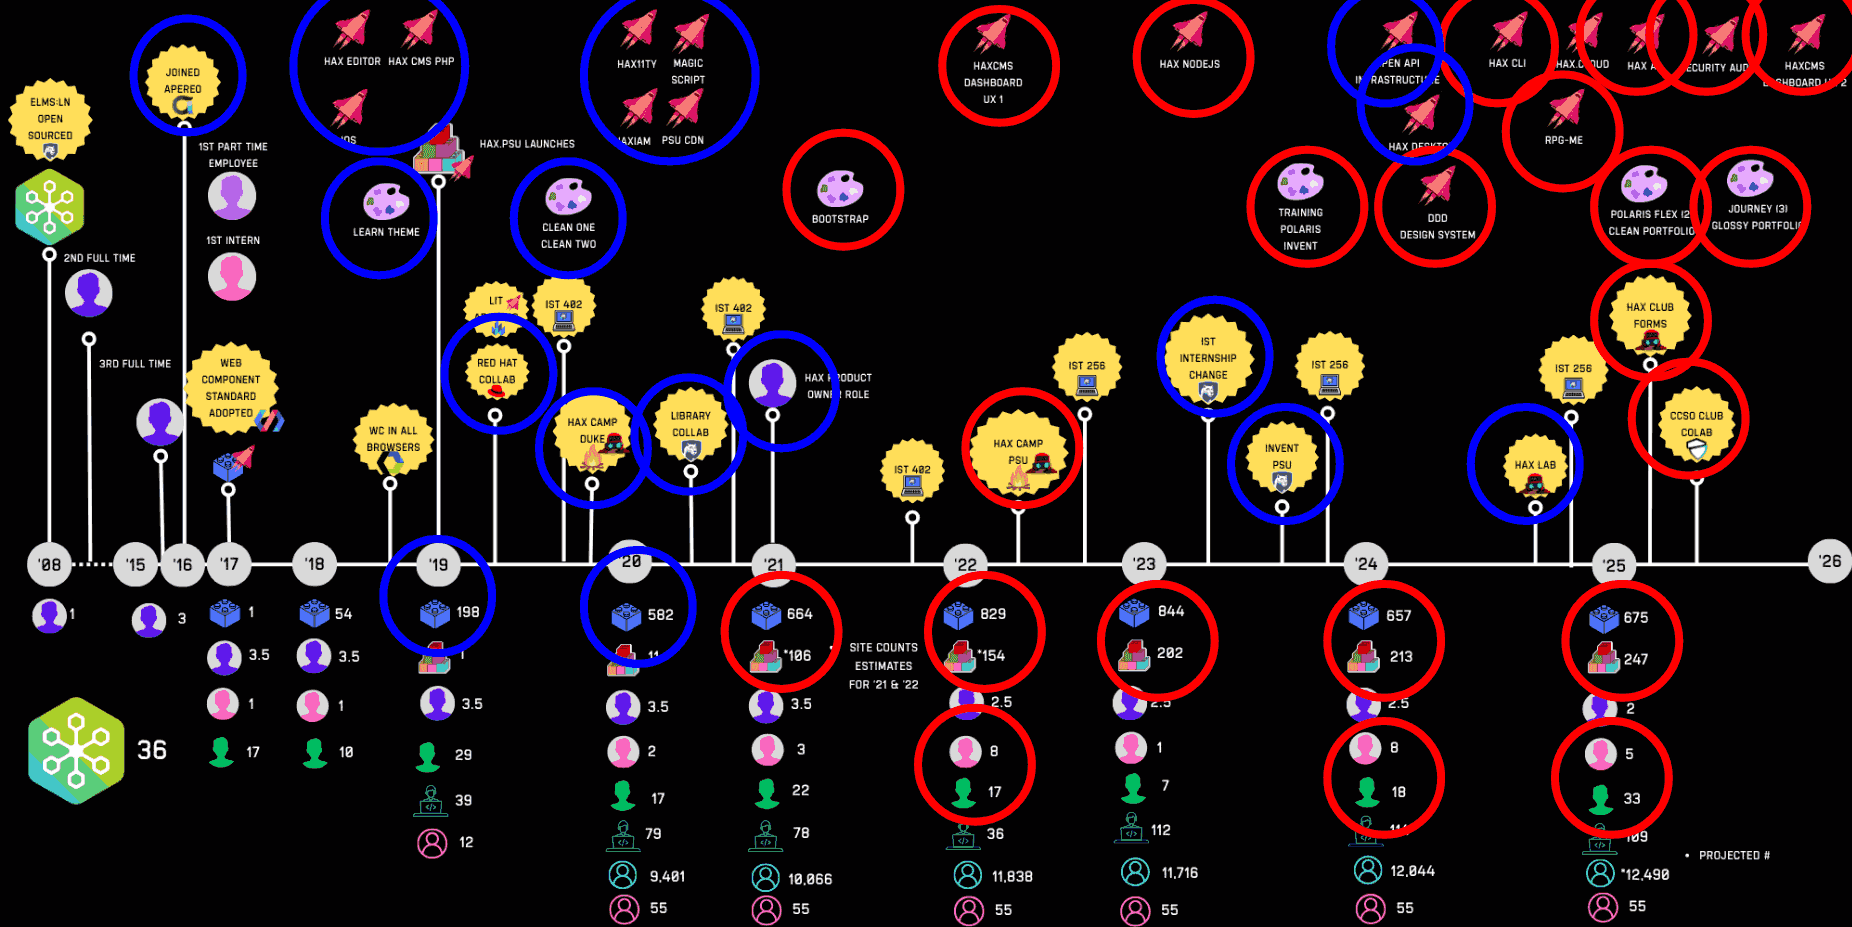 HAX EDITOR
HAX CMS PHP
HAX11TY
MAGIC
SCRIPT
HAXCMS
DASHBOARD
UX 1
HAX NODEJS
HAX CLI
HAXCMS
JOINED
APEREO
ELMS:LN
OPEN
SOURCED
PSU CDN
RPG-ME
1ST PART TIME
EMPLOYEE
HAX.PSU LAUNCHES
LEARN THEME
CLEAN ONE
CLEAN TWO
BOOTSTRAP
TRAINING
POLARIS
INVENT
DDD
DESIGN SYSTEM
POLARIS FLEX (2
CLEAN PORTFOLIO
JOURNEY (3)
GLOSSY PORTFOLIO
1ST INTERN
2ND FULL TIME
3RD FULL TIME
WEB
COMPONENT
STANDARD
ADOPTED
WC IN ALL
BROWSERS
LIT
RED HAT
COLLAB
IST 402
HAX CAMP
DUKE
LIBRARY
COLLAB
IST 402
HAX PRODUCT
OWNER ROLE
IST 402
HAX CAMP
PSU
IST 256
IST
INTERNSHIP
CHANGE
INVENT
PSU
IST 256
HAX LAB
IST 256
HAX CLUB
FORMS
CCSO CLUB
COLAB
'08
'15
'16
'17
'18
'19
'20
'21
'22
'23
'24
'25
'26
1
3
1
54
198
582
664
829
844
657
675
1
11
*106
*154
202
213
247
SITE COUNTS
ESTIMATES
FOR '21 & '22
3.5
3.5
3.5
3.5
3.5
2.5
2.5
2.5
2
1
1
2
3
8
1
8
5
36
17
10
29
17
22
17
7
18
33
39
79
78
36
112
109
12
9,401
10,066
11,838
11,716
12,044
*12,490
• PROJECTED #
55
55
55
55
55
55